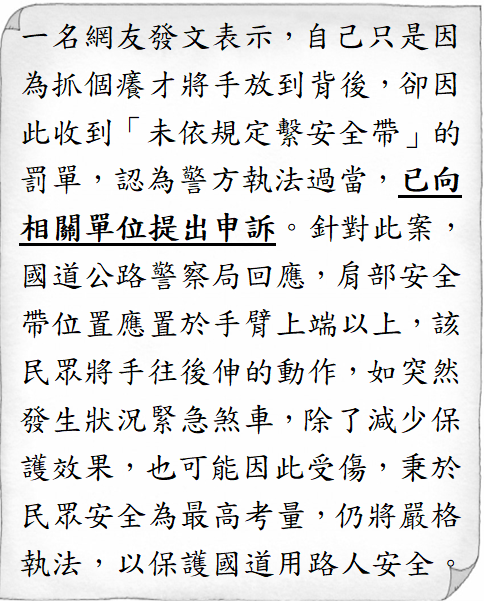 一名網友發文表示，自己只是因
為抓個癢才將手放到背後，卻因
此收到「未依規定繫安全帶」的
罰單，認為警方執法過當，已向
相關單位提出申訴。針對此案，
國道公路警察局回應，肩部安全
帶位置應置於手臂上端以上，該
民眾將手往後伸的動作，如突然
發生狀況緊急煞車，除了減少保
護效果，也可能因此受傷，秉於
民眾安全為最高考量，仍將嚴格
執法，以保護國道用路人安全。